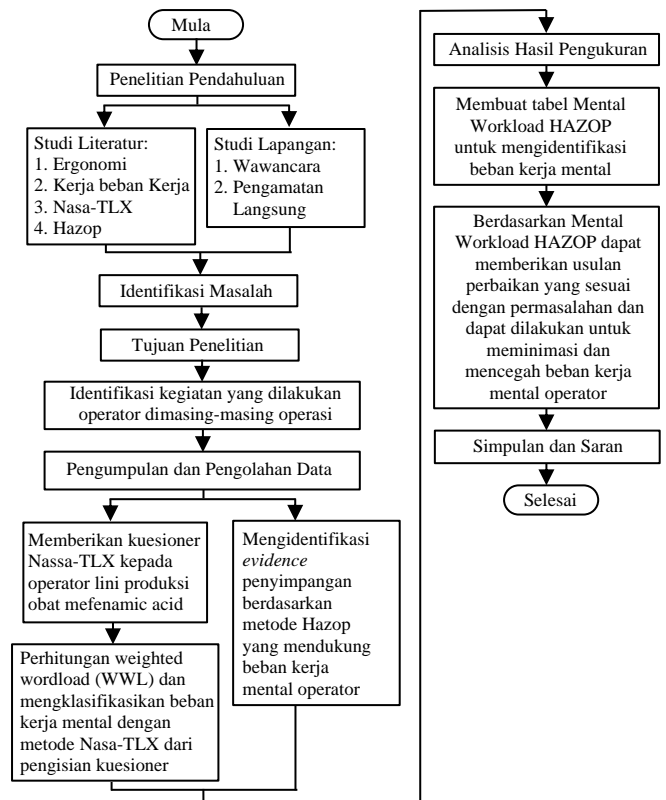 Mula
Penelitian Pendahuluan
Studi Literatur:
1. Ergonomi
2. Kerja beban Kerja
3. Nasa-TLX
4. Hazop
Studi Lapangan:
1. Wawancara
2. Pengamatan
Langsung
Identifikasi Masalah
Tujuan Penelitian
Identifikasi kegiatan yang dilakukan
operator dimasing-masing operasi
Pengumpulan dan Pengolahan Data
Memberikan kuesioner
Nassa-TLX kepada
operator lini produksi
obat mefenamic acid
Perhitungan weighted
wordload (WWL) dan
mengklasifikasikan beban
kerja mental dengan
metode Nasa-TLX dari
pengisian kuesioner
Mengidentifikasi
evidence
penyimpangan
berdasarkan
metode Hazop
yang mendukung
beban kerja
mental operator
Analisis Hasil Pengukuran
Membuat tabel Mental
Workload HAZOP
untuk mengidentifikasi
beban kerja mental
Berdasarkan Mental
Workload HAZOP dapat
memberikan usulan
perbaikan yang sesuai
dengan permasalahan dan
dapat dilakukan untuk
meminimasi dan
mencegah beban kerja
mental operator
Simpulan dan Saran
Selesai